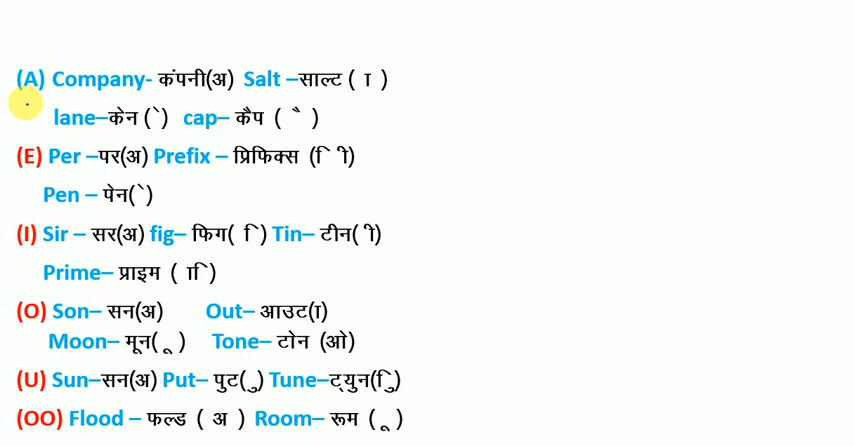 (A) Company- कंपनी(अ) Salt –साल्ट ( ा )
lane–केन (े) cap– कैप ( ै )
(E) Per –पर(अ) Prefix – प्रिफिक्स (ि ी)
Pen – पेन(े)
(I) Sir – सर(अ) fig– फिग( ि) Tin– टीन( ी)
Prime– प्राइम ( ाि)
(O) Son– सन(अ) Out– आउट(ा)
Moon– मून( ू ) Tone– टोन (ओ)
(U) Sun–सन(अ) Put– पुट( ु) Tune–ट्युन(िु)
(OO) Flood – फल्ड ( अ ) Room– रूम ( ू )